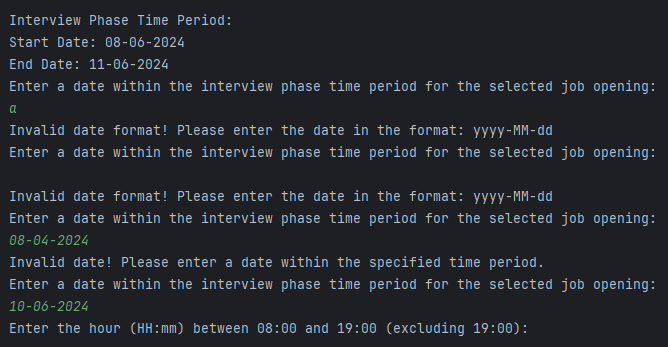 Interview Phase Time Period:
Start Date: 08-06-2024
End Date: 11-06-2024
Enter a date within the interview phase time period for the selected job opening:
a
Invalid date format! Please enter the date in the format: yyyy-MM-dd
Enter a date within the interview phase time period for the selected job opening:
Invalid date format! Please enter the date in the format: yyyy-MM-dd
Enter a date within the interview phase time period for the selected job opening:
08-04-2024
Invalid date! Please enter a date within the specified time period.
Enter a date within the interview phase time period for the selected job opening:
10-06-2024
Enter the hour (HH:mm) between 08:00 and 19:00 (excluding 19:00):